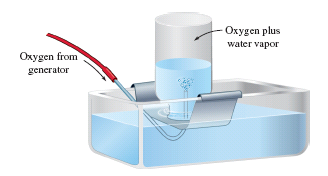 Oxygen plus
water vapor
Oxygen from
generator